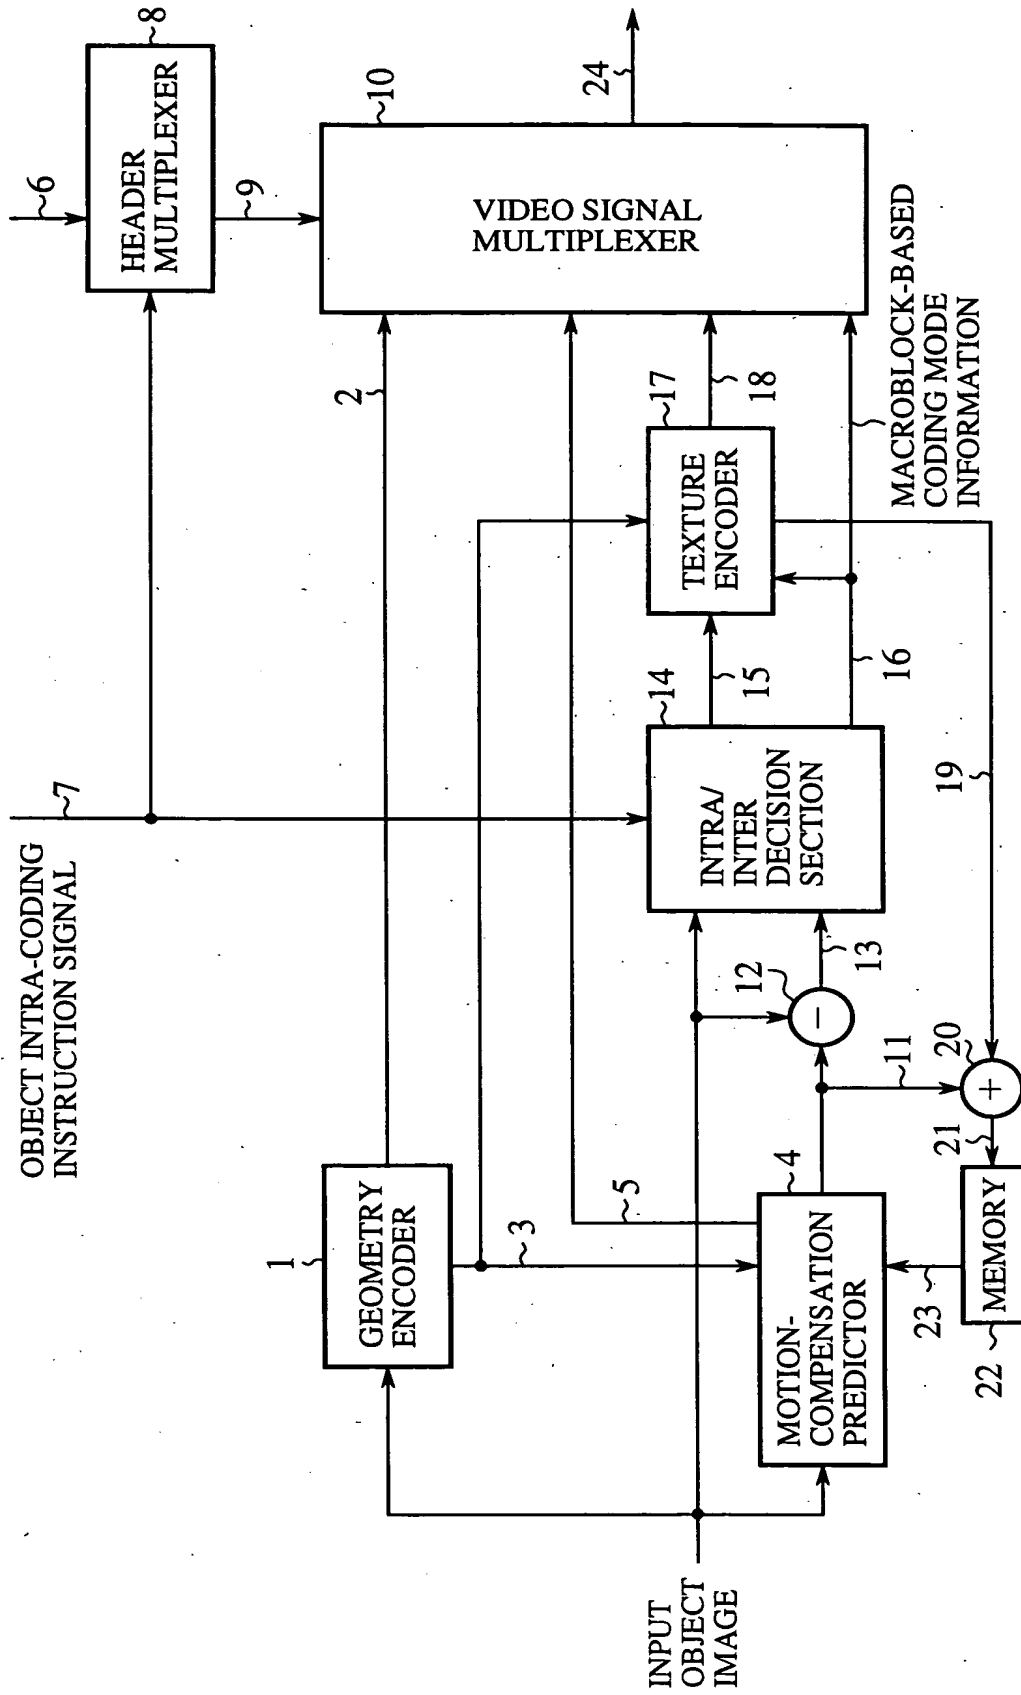 OBJECT INTRA-CODING
INSTRUCTION SIGNAL
7
6
HEADER
MULTIPLEXER
8
9
1
GEOMETRY
ENCODER
2
3
VIDEO SIGNAL
MULTIPLEXER
10
24
5
INPUT
OBJECT
IMAGE
MOTION-
COMPENSATION
PREDICTOR
4
11
12
13
INTRA/
INTER
DECISION
SECTION
14
15
16
TEXTURE
ENCODER
17
18
MACROBLOCK-BASED
CODING MODE
INFORMATION
19
+
20
21
MEMORY
22
23
−